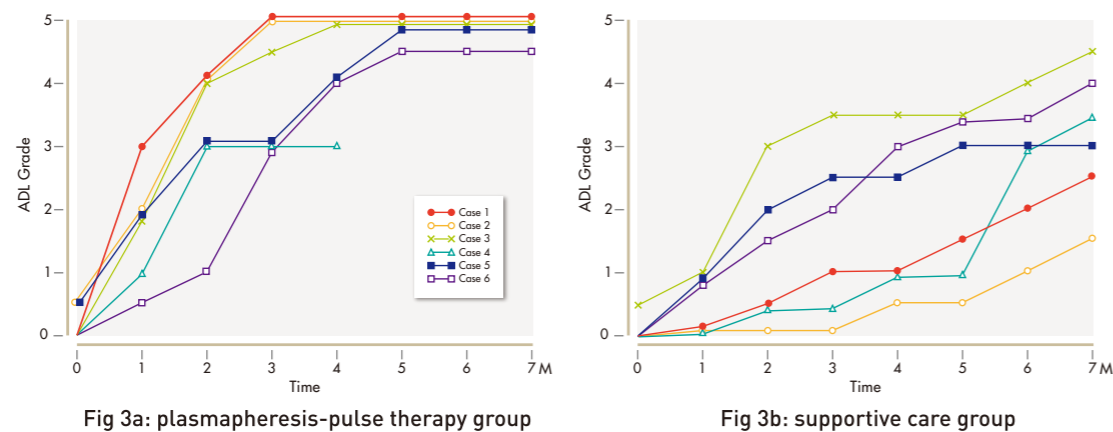 5
4
3
2
1
0
ADL Grade
Case 1
Case 2
Case 3
Case 4
Case 5
Case 6
0 1 2 3 4 5 6 7 M
Time
Fig 3a: plasmapheresis-pulse therapy group
5
4
3
2
1
0
ADL Grade
0 1 2 3 4 5 6 7 M
Time
Fig 3b: supportive care group